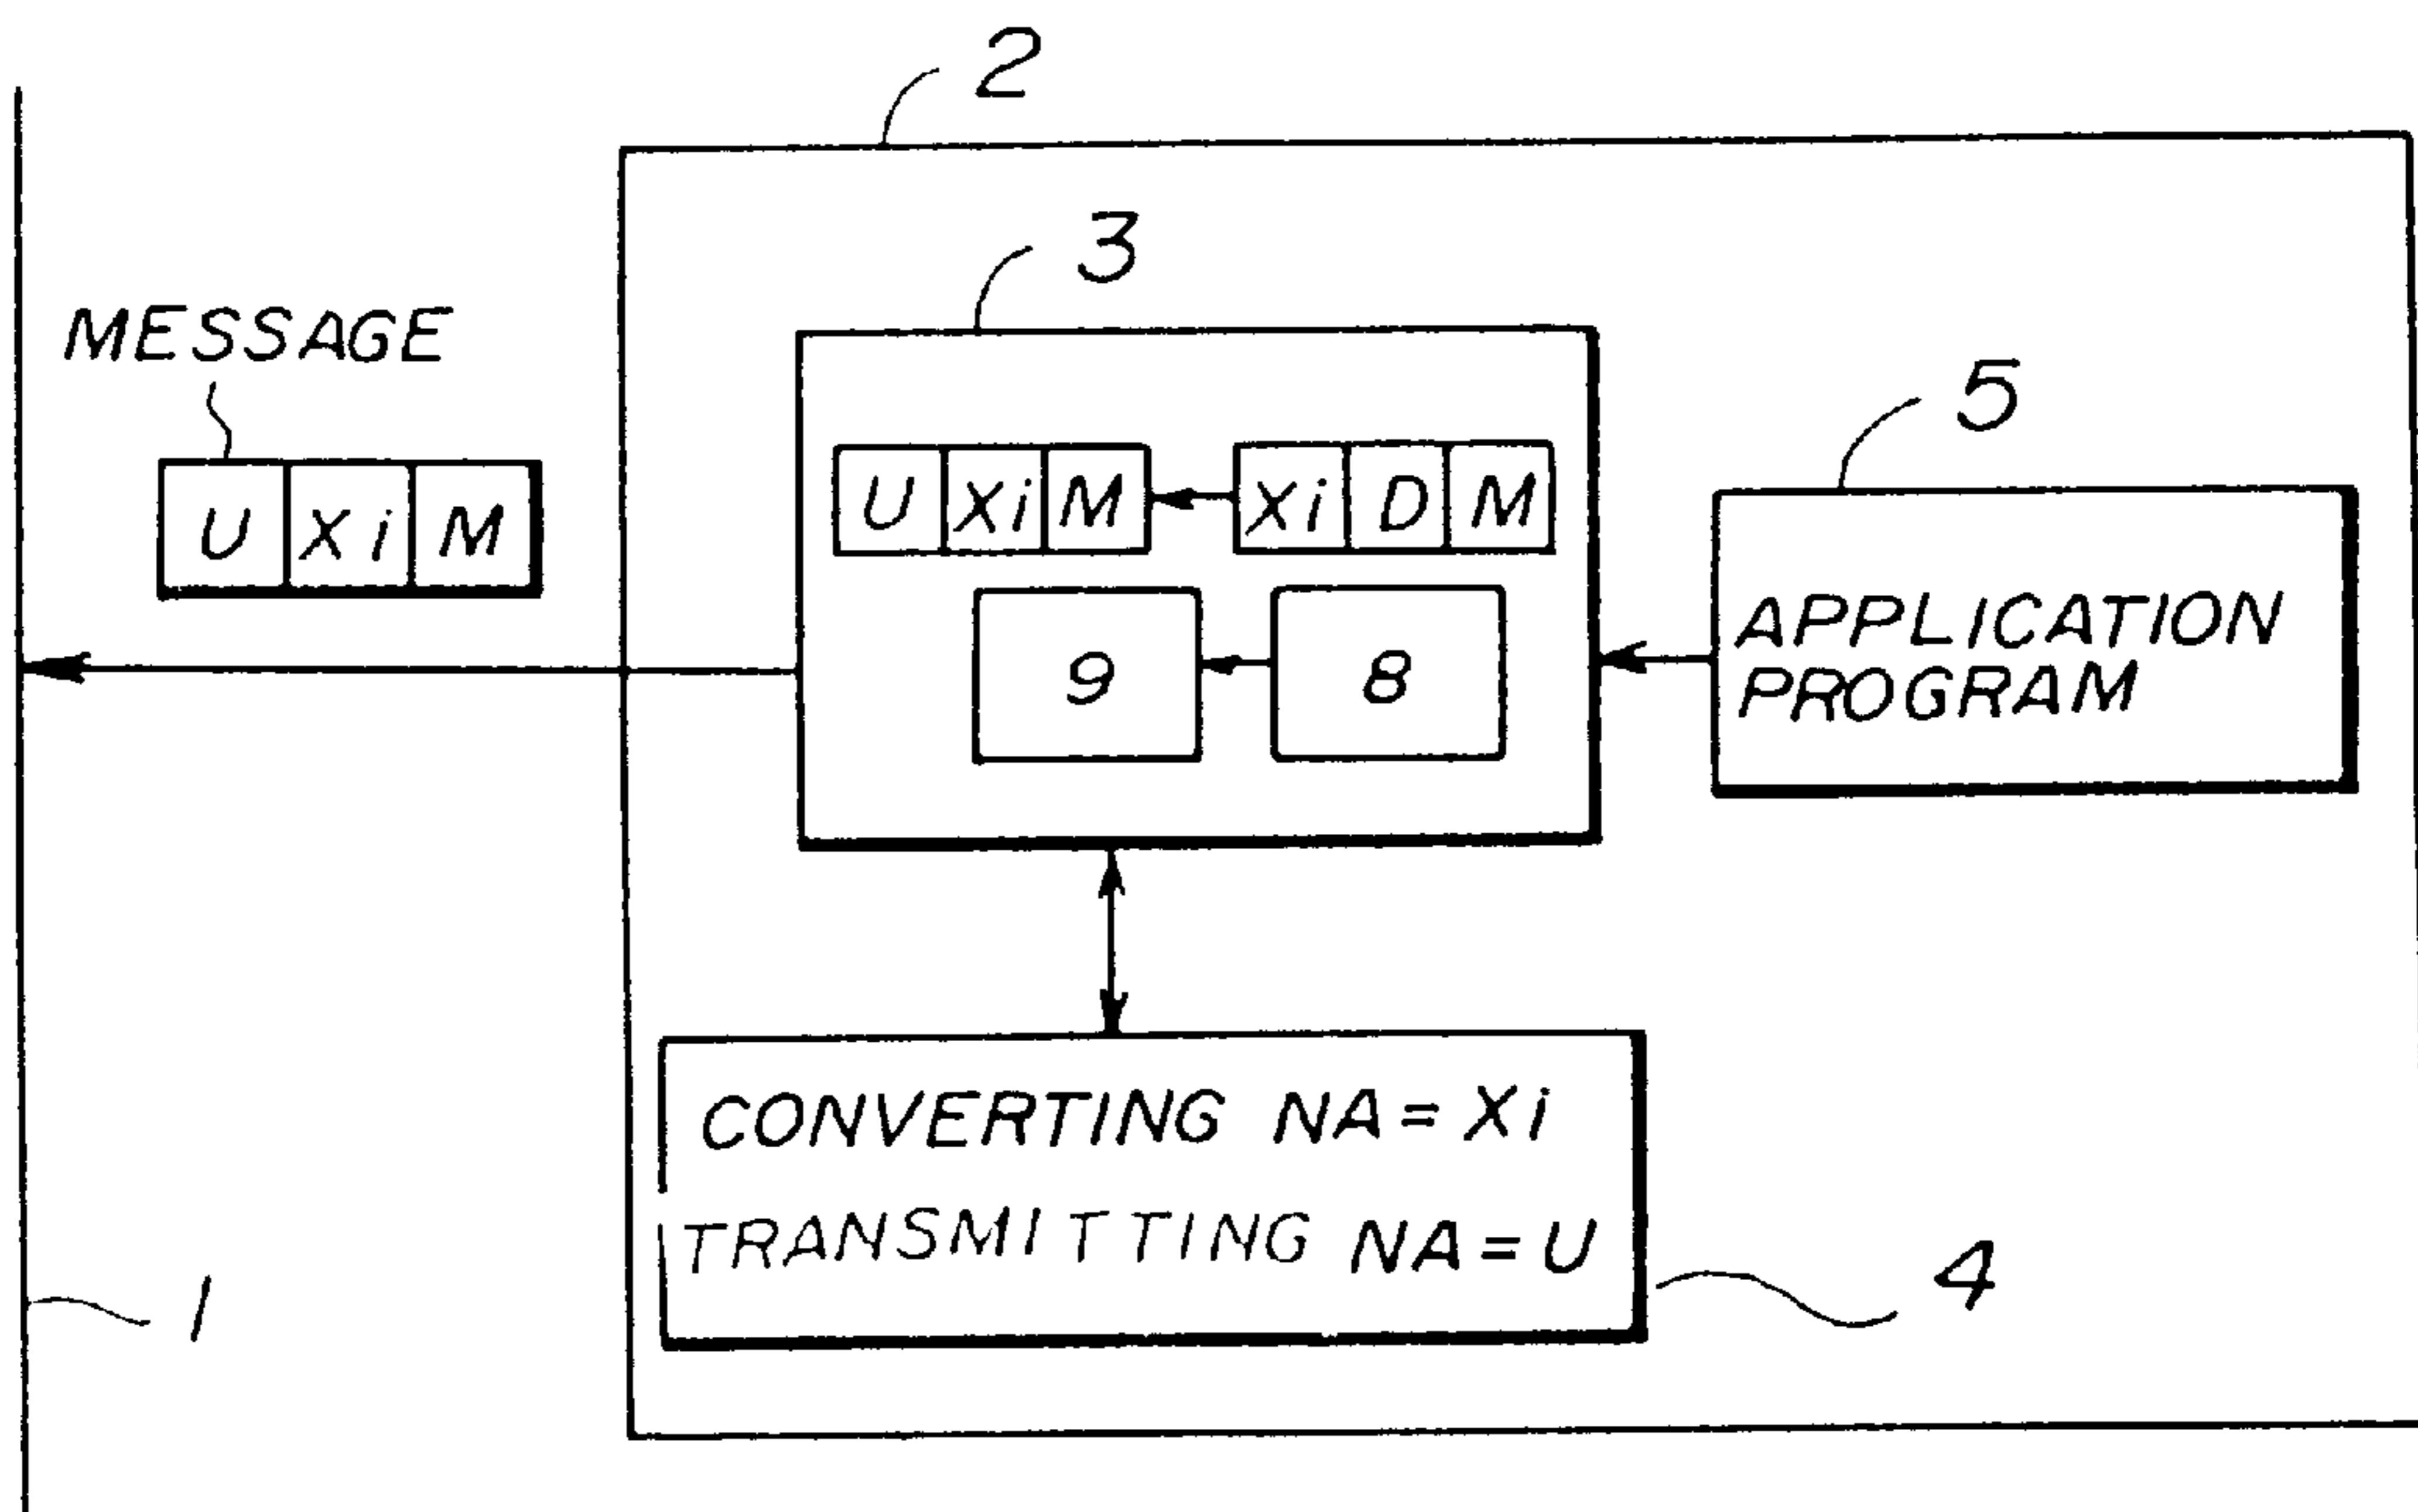 2
3
MESSAGE
5
U Xi M
U Xi M
Xi D M
9
8
APPLICATION
PROGRAM
CONVERTING NA = Xi
TRANSMITTING NA = U
4
1